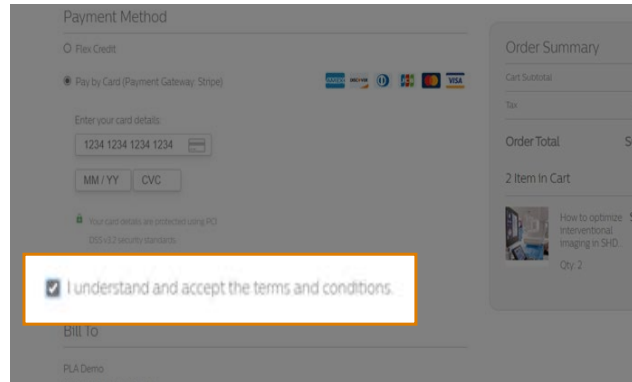 Payment Method
Flex Credit
Pay by Card (Payment Gateway: Stripe)
DISCOVER
JCB
VISA
Enter your card details:
1234 1234 1234 1234
MM / YY
CVC
Your card details are protected using PCI
DSS v3.2 security standards.
I understand and accept the terms and conditions.
Bill To
PLA Demo
Order Summary
Cart Subtotal
Tax
Order Total
2 Item In Cart
How to optimize
Interventional
Imaging in SHD...
Qty: 2